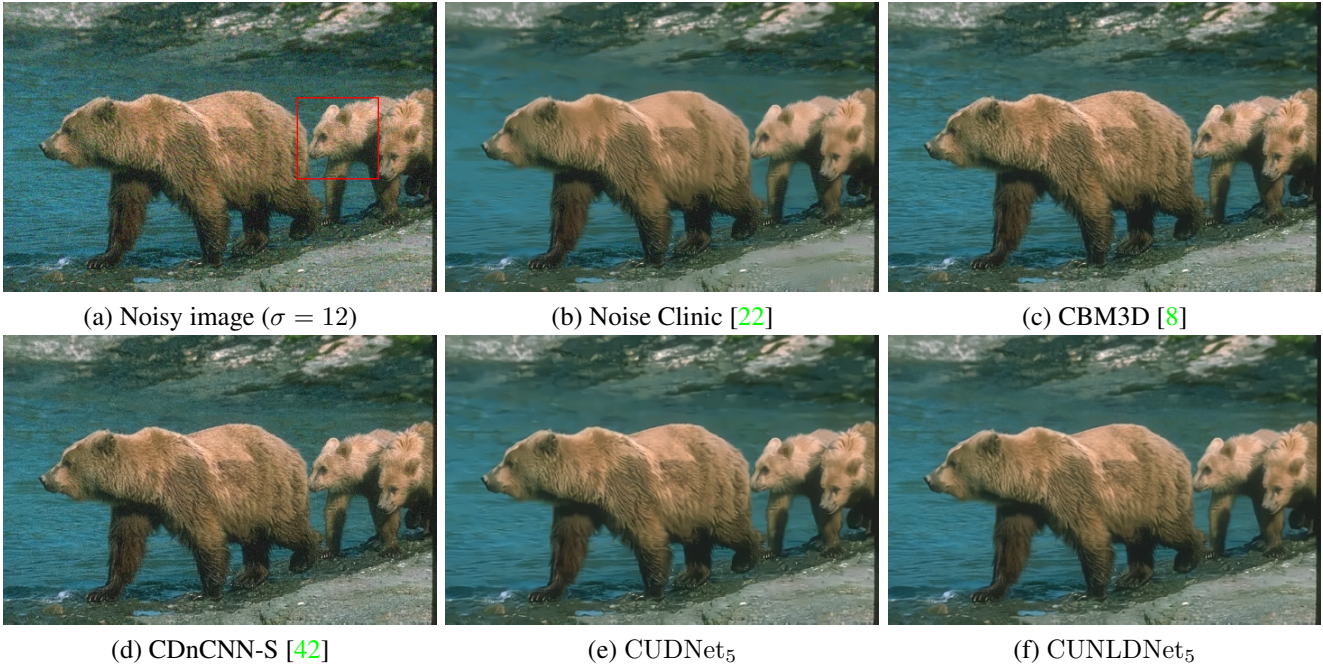 (a) Noisy image (σ = 12)
(b) Noise Clinic [22]
(c) CBM3D [8]
(d) CDnCNN-S [42]
(e) CUDNet₅
(f) CUNLDNet₅